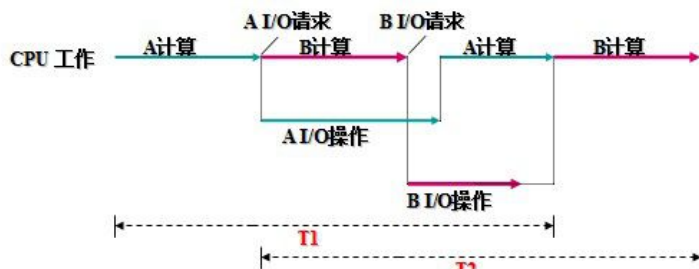 A I/O请求 B I/O请求
CPU 工作 A计算 B计算 A计算 B计算
A I/O操作
B I/O操作
T1
T2